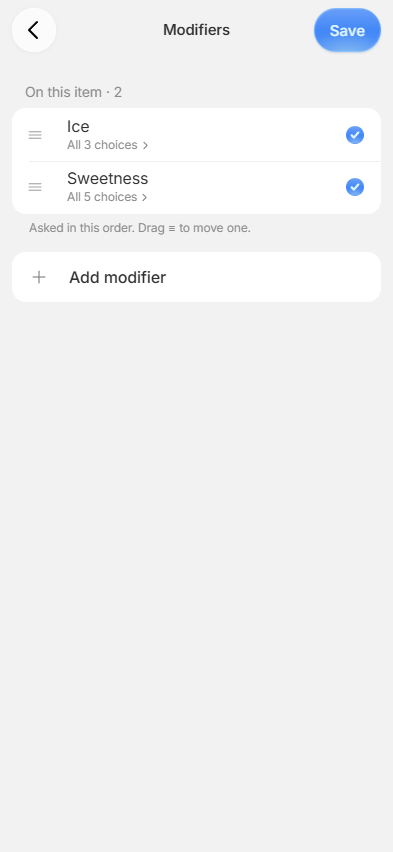 Modifiers
Save
On this item · 2
Ice
All 3 choices >
Sweetness
All 5 choices >
Asked in this order. Drag ≡ to move one.
+ Add modifier